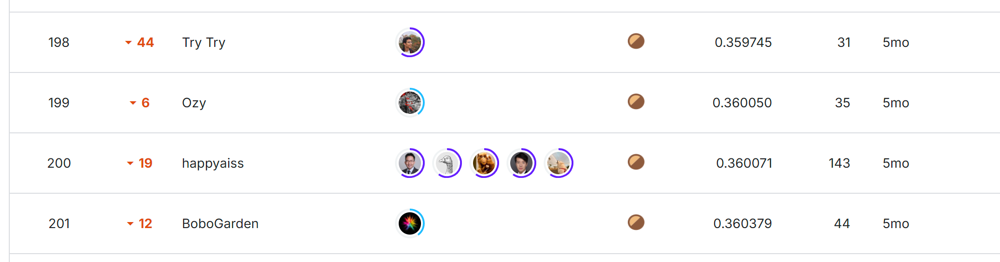 198 44 Try Try 0.359745 31 5mo
199 6 Ozy 0.360050 35 5mo
200 19 happyaiss 0.360071 143 5mo
201 12 BoboGarden 0.360379 44 5mo